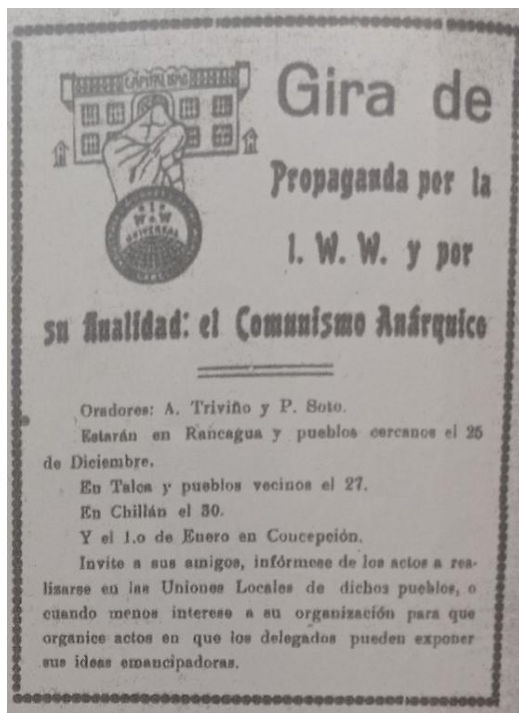 CAPITALISMO
I
W W
UNIVERSAL
Gira de
Propaganda por la
I. W. W. y por
su finalidad: el Comunismo Anárquico
Oradores: A. Triviño y P. Soto.
Estarán en Rancagua y pueblos cercanos el 25
de Diciembre.
En Talca y pueblos vecinos el 27.
En Chillán el 30.
Y el 1.o de Enero en Concepción.
Invite a sus amigos, infórmese de los actos a rea-
lizarse en las Uniones Locales de dichos pueblos, o
cuando menos interese a su organización para que
organice actos en que los delegados pueden exponer
sus ideas emancipadoras.